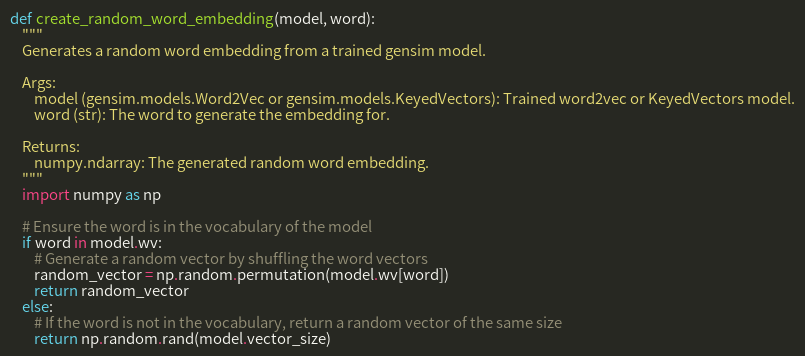 def create_random_word_embedding(model, word):
    """
    Generates a random word embedding from a trained gensim model.

    Args:
        model (gensim.models.Word2Vec or gensim.models.KeyedVectors): Trained word2vec or KeyedVectors model.
        word (str): The word to generate the embedding for.

    Returns:
        numpy.ndarray: The generated random word embedding.
    """
    import numpy as np

    # Ensure the word is in the vocabulary of the model
    if word in model.wv:
        # Generate a random vector by shuffling the word vectors
        random_vector = np.random.permutation(model.wv[word])
        return random_vector
    else:
        # If the word is not in the vocabulary, return a random vector of the same size
        return np.random.rand(model.vector_size)